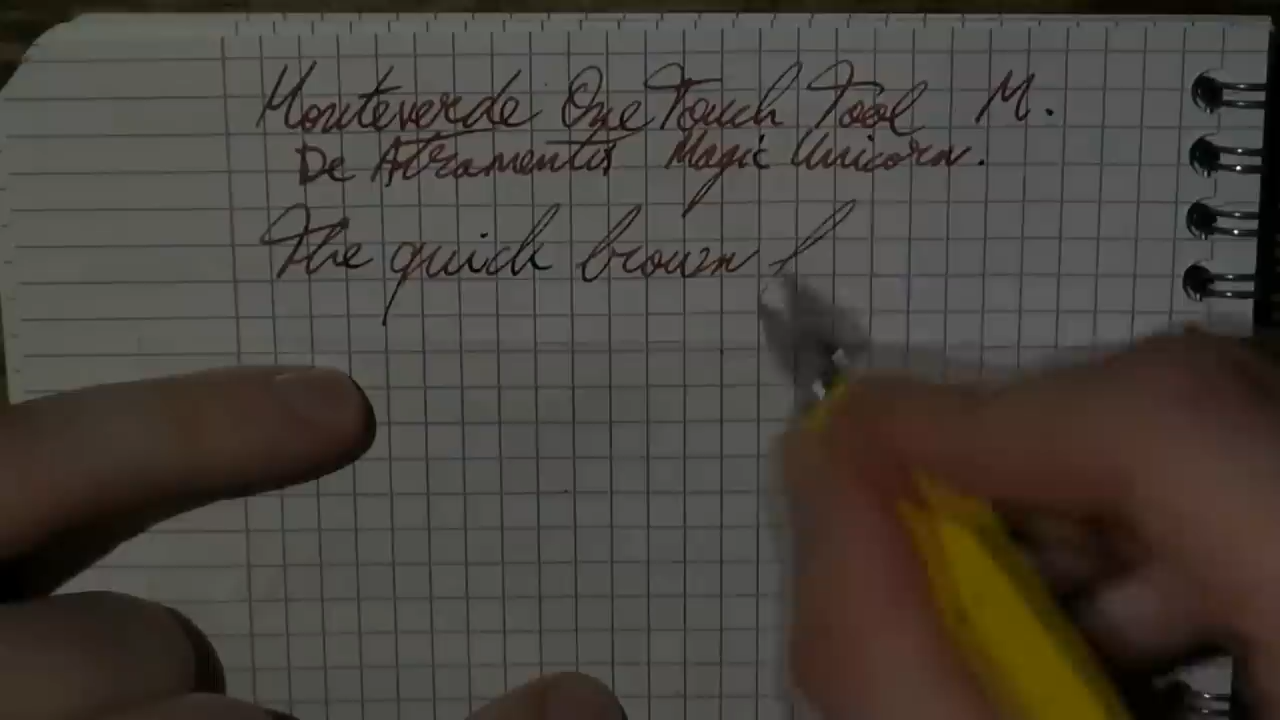 Monteverde One Touch Tool M.
De Atramentis Magic Unicorn.
The quick brown f